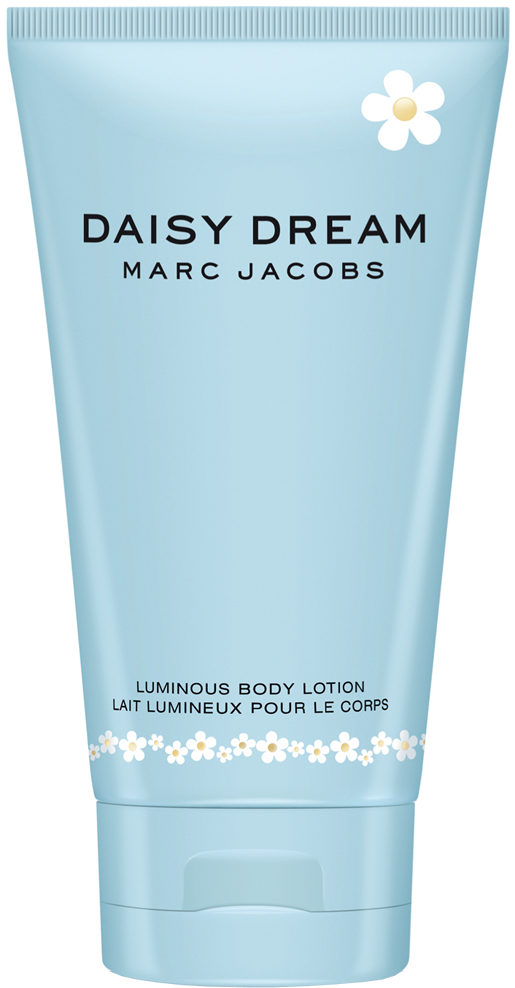 DAISY DREAM
MARC JACOBS
LUMINOUS BODY LOTION
LAIT LUMINEUX POUR LE CORPS